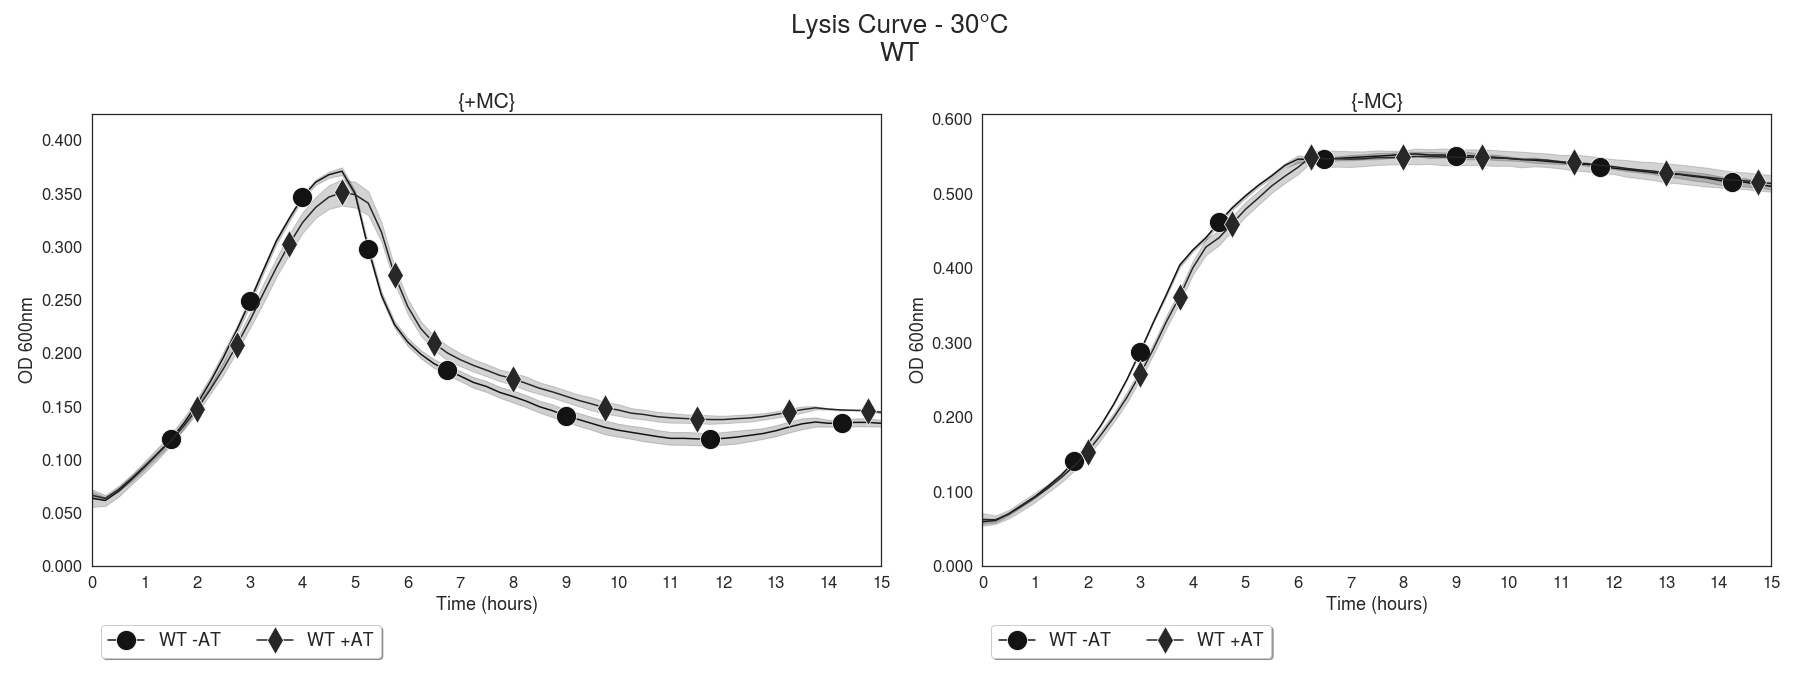 Lysis Curve - 30°C
WT
{+MC}
OD 600nm
0.400
0.350
0.300
0.250
0.200
0.150
0.100
0.050
0.000
0 1 2 3 4 5 6 7 8 9 10 11 12 13 14 15
Time (hours)
WT -AT WT +AT
{-MC}
OD 600nm
0.600
0.500
0.400
0.300
0.200
0.100
0.000
0 1 2 3 4 5 6 7 8 9 10 11 12 13 14 15
Time (hours)
WT -AT WT +AT